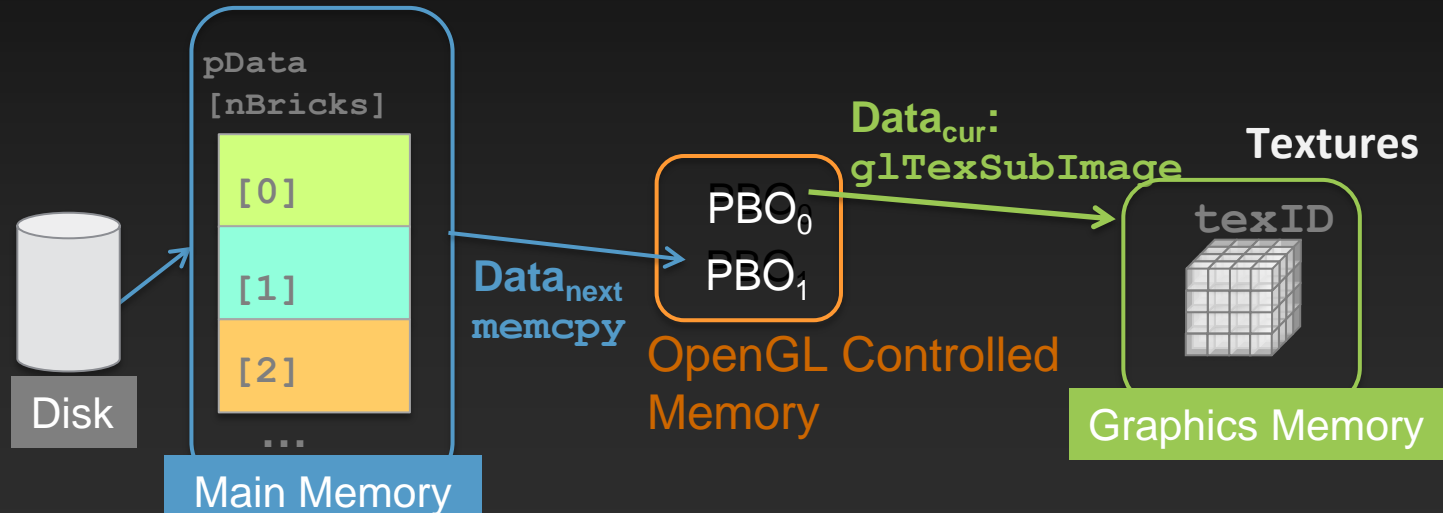 pData
[nBricks]
[0]
[1]
[2]
...
Disk
Main Memory
Data_next
memcpy
PBO_0
PBO_1
OpenGL Controlled
Memory
Data_cur:
glTexSubImage
Textures
texID
Graphics Memory